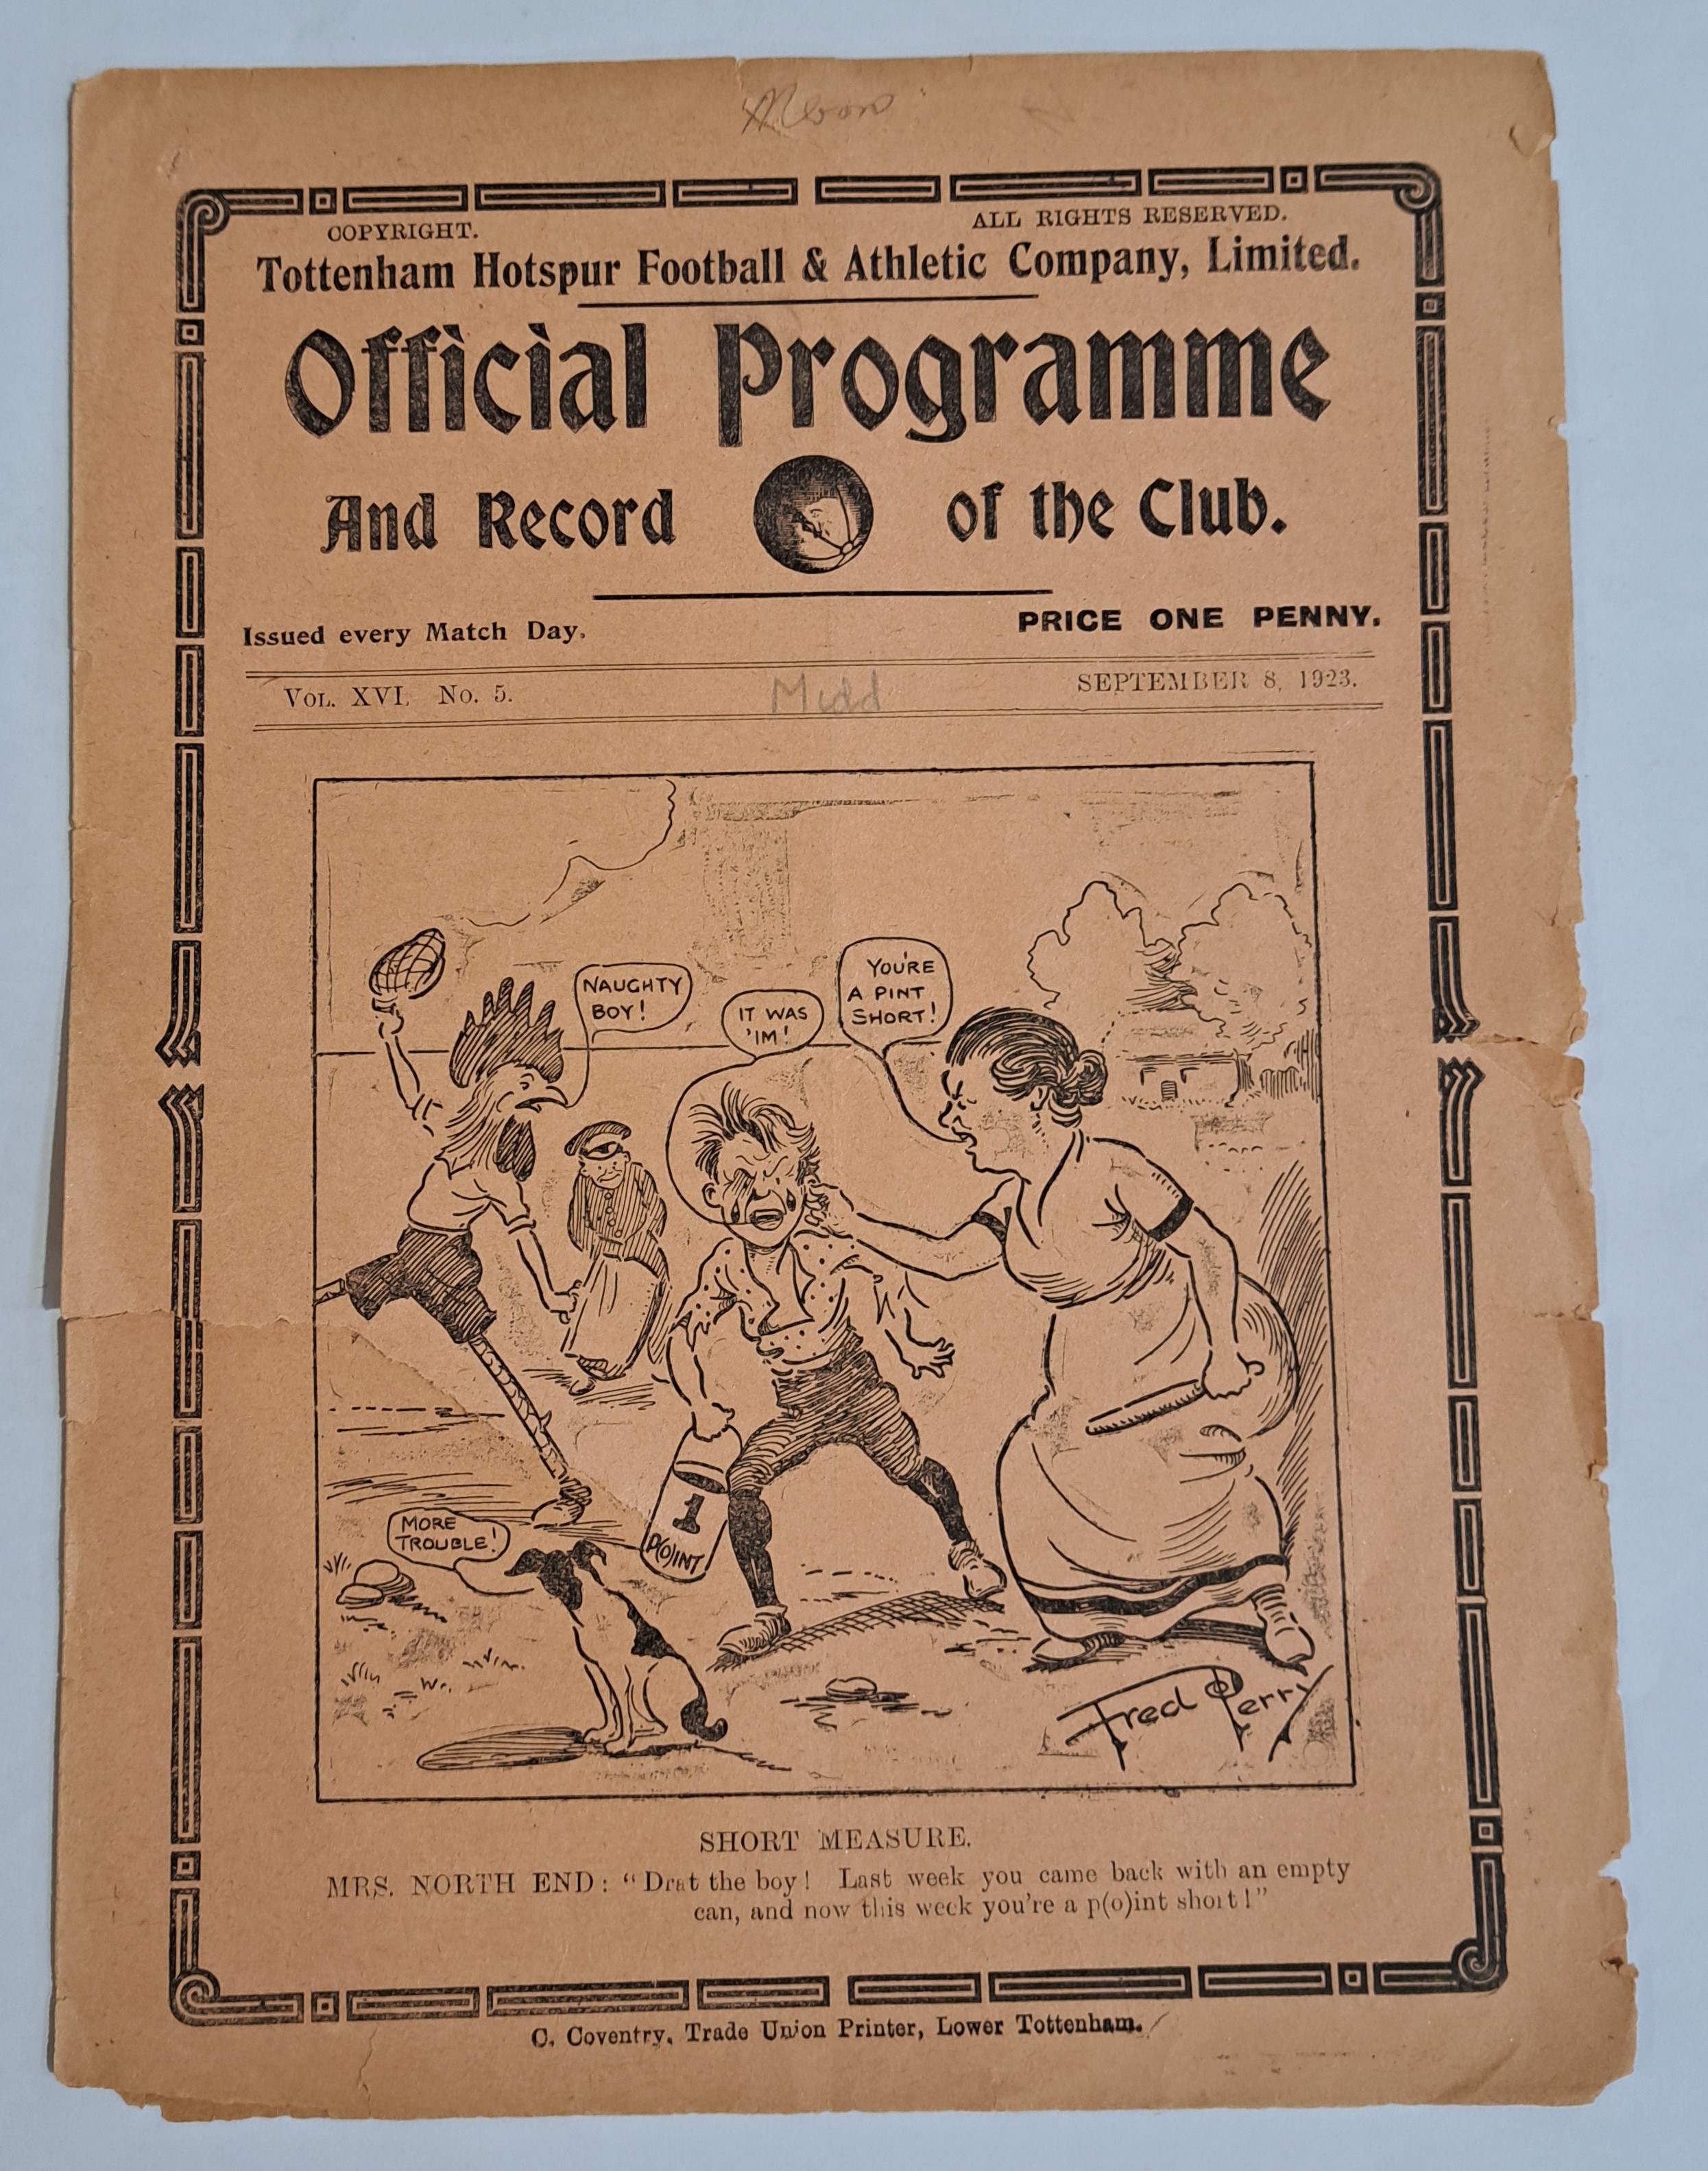 COPYRIGHT.
ALL RIGHTS RESERVED.
Tottenham Hotspur Football & Athletic Company, Limited.
Official Programme
And Record of the Club.
Issued every Match Day.
PRICE ONE PENNY.
VOL. XVI. No. 5.
Midd
SEPTEMBER 8, 1923.
NAUGHTY
BOY!
IT WAS
'IM!
YOU'RE
A PINT
SHORT!
1
P(O)INT
MORE
TROUBLE!
Fred Perry
SHORT MEASURE.
MRS. NORTH END: "Drat the boy! Last week you came back with an empty
can, and now this week you're a p(o)int short!"
C. Coventry, Trade Union Printer, Lower Tottenham.